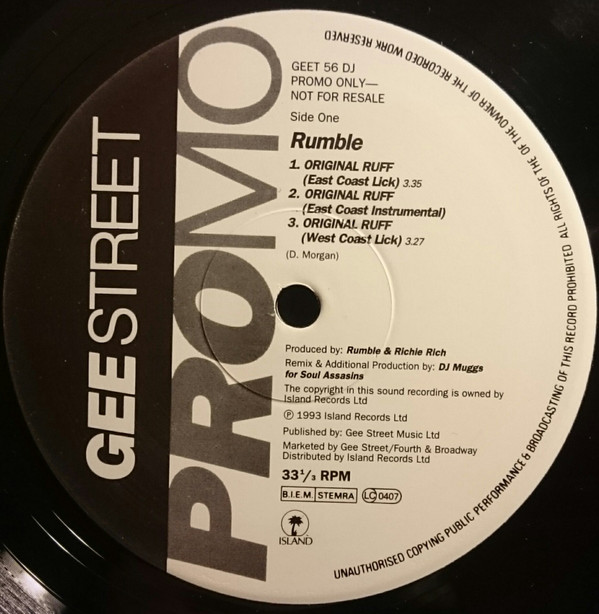 GEE STREET
PROMO
GEET 56 DJ
PROMO ONLY—
NOT FOR RESALE
Side One
Rumble
1. ORIGINAL RUFF
(East Coast Lick) 3.35
2. ORIGINAL RUFF
(East Coast Instrumental)
3. ORIGINAL RUFF
(West Coast Lick) 3.27
(D. Morgan)
Produced by: Rumble & Richie Rich
Remix & Additional Production by: DJ Muggs
for Soul Assasins
The copyright in this sound recording is owned by
Island Records Ltd
℗ 1993 Island Records Ltd
Published by: Gee Street Music Ltd
Marketed by Gee Street/Fourth & Broadway
Distributed by Island Records Ltd
33 1/3 RPM
B.I.E.M. STEMRA LC 0407
ISLAND
UNAUTHORISED COPYING PUBLIC PERFORMANCE & BROADCASTING OF THIS RECORD PROHIBITED ALL RIGHTS OF THE OF THE OWNER OF THE RECORDED WORK RESERVED